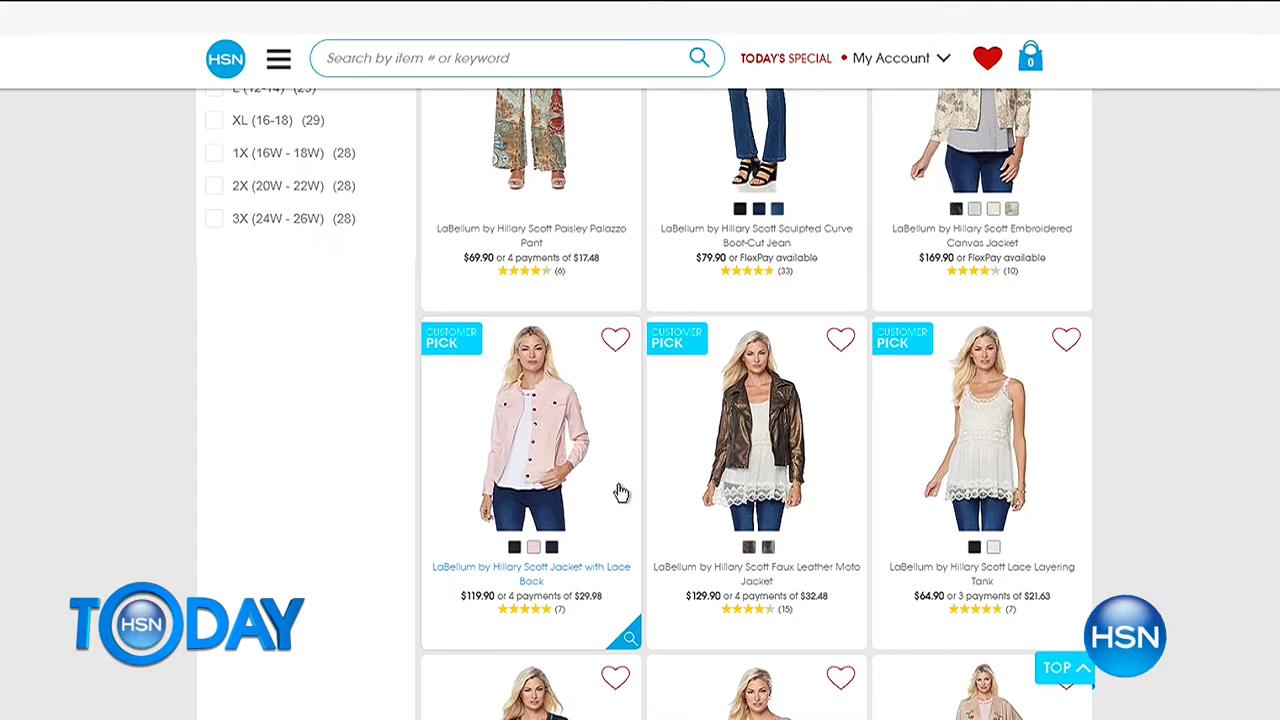 HSN
Search by item # or keyword
TODAY'S SPECIAL
My Account
0
L (12-14) (29)
XL (16-18) (29)
1X (16W - 18W) (28)
2X (20W - 22W) (28)
3X (24W - 26W) (28)
LaBellum by Hillary Scott Paisley Palazzo
Pant
$69.90 or 4 payments of $17.48
(6)
LaBellum by Hillary Scott Sculpted Curve
Boot-Cut Jean
$79.90 or FlexPay available
(33)
LaBellum by Hillary Scott Embroidered
Canvas Jacket
$169.90 or FlexPay available
(10)
CUSTOMER
PICK
LaBellum by Hillary Scott Jacket with Lace
Back
$119.90 or 4 payments of $29.98
(7)
CUSTOMER
PICK
LaBellum by Hillary Scott Faux Leather Moto
Jacket
$129.90 or 4 payments of $32.48
(15)
CUSTOMER
PICK
LaBellum by Hillary Scott Lace Layering
Tank
$64.90 or 3 payments of $21.63
(7)
TOP
HSN
TODAY
HSN